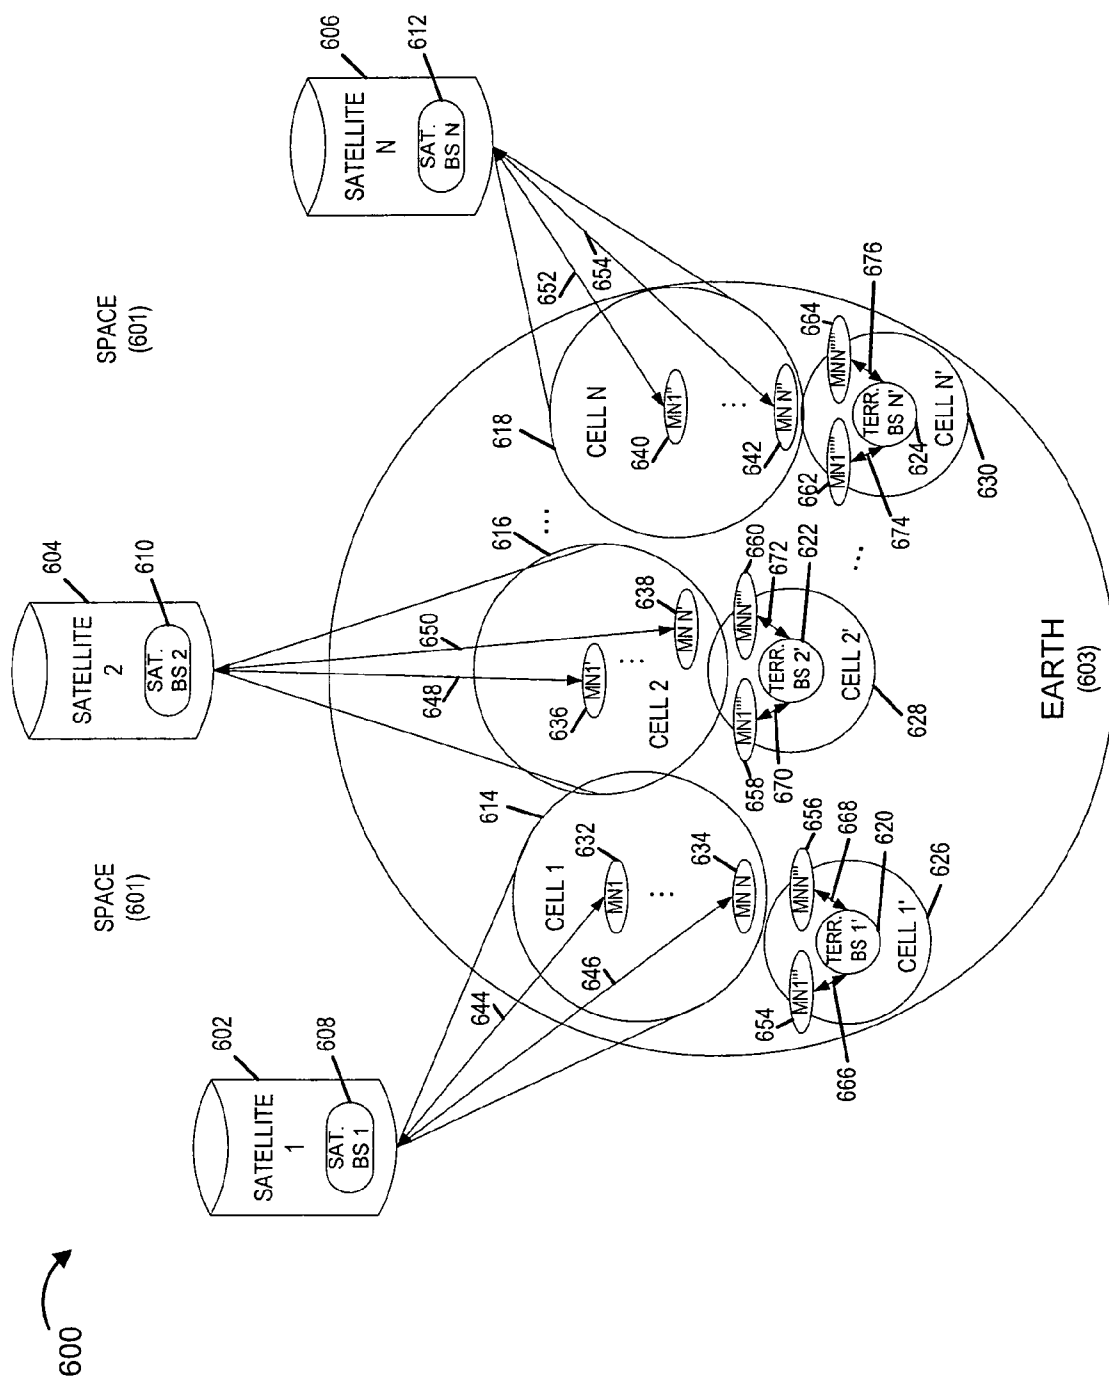 600
SPACE
(601)
SPACE
(601)
SATELLITE
2
SAT.
BS 2
604
610
SATELLITE
1
SAT.
BS 1
602
608
SATELLITE
N
SAT.
BS N
606
612
644
646
648
650
652
654
614
616
618
CELL 1
MN1
632
...
MN N
634
636
MN1'
...
MN N'
638
CELL 2
...
CELL N
MN1''
640
...
MN N''
642
654
MN1'''
MNN'''
656
666
668
TERR.
BS 1'
620
CELL 1'
626
658
MN1''''
MNN''''
660
670
672
TERR.
BS 2'
622
CELL 2'
628
...
662
MN1'''''
MNN'''''
664
674
676
TERR.
BS N'
624
CELL N'
630
EARTH
(603)